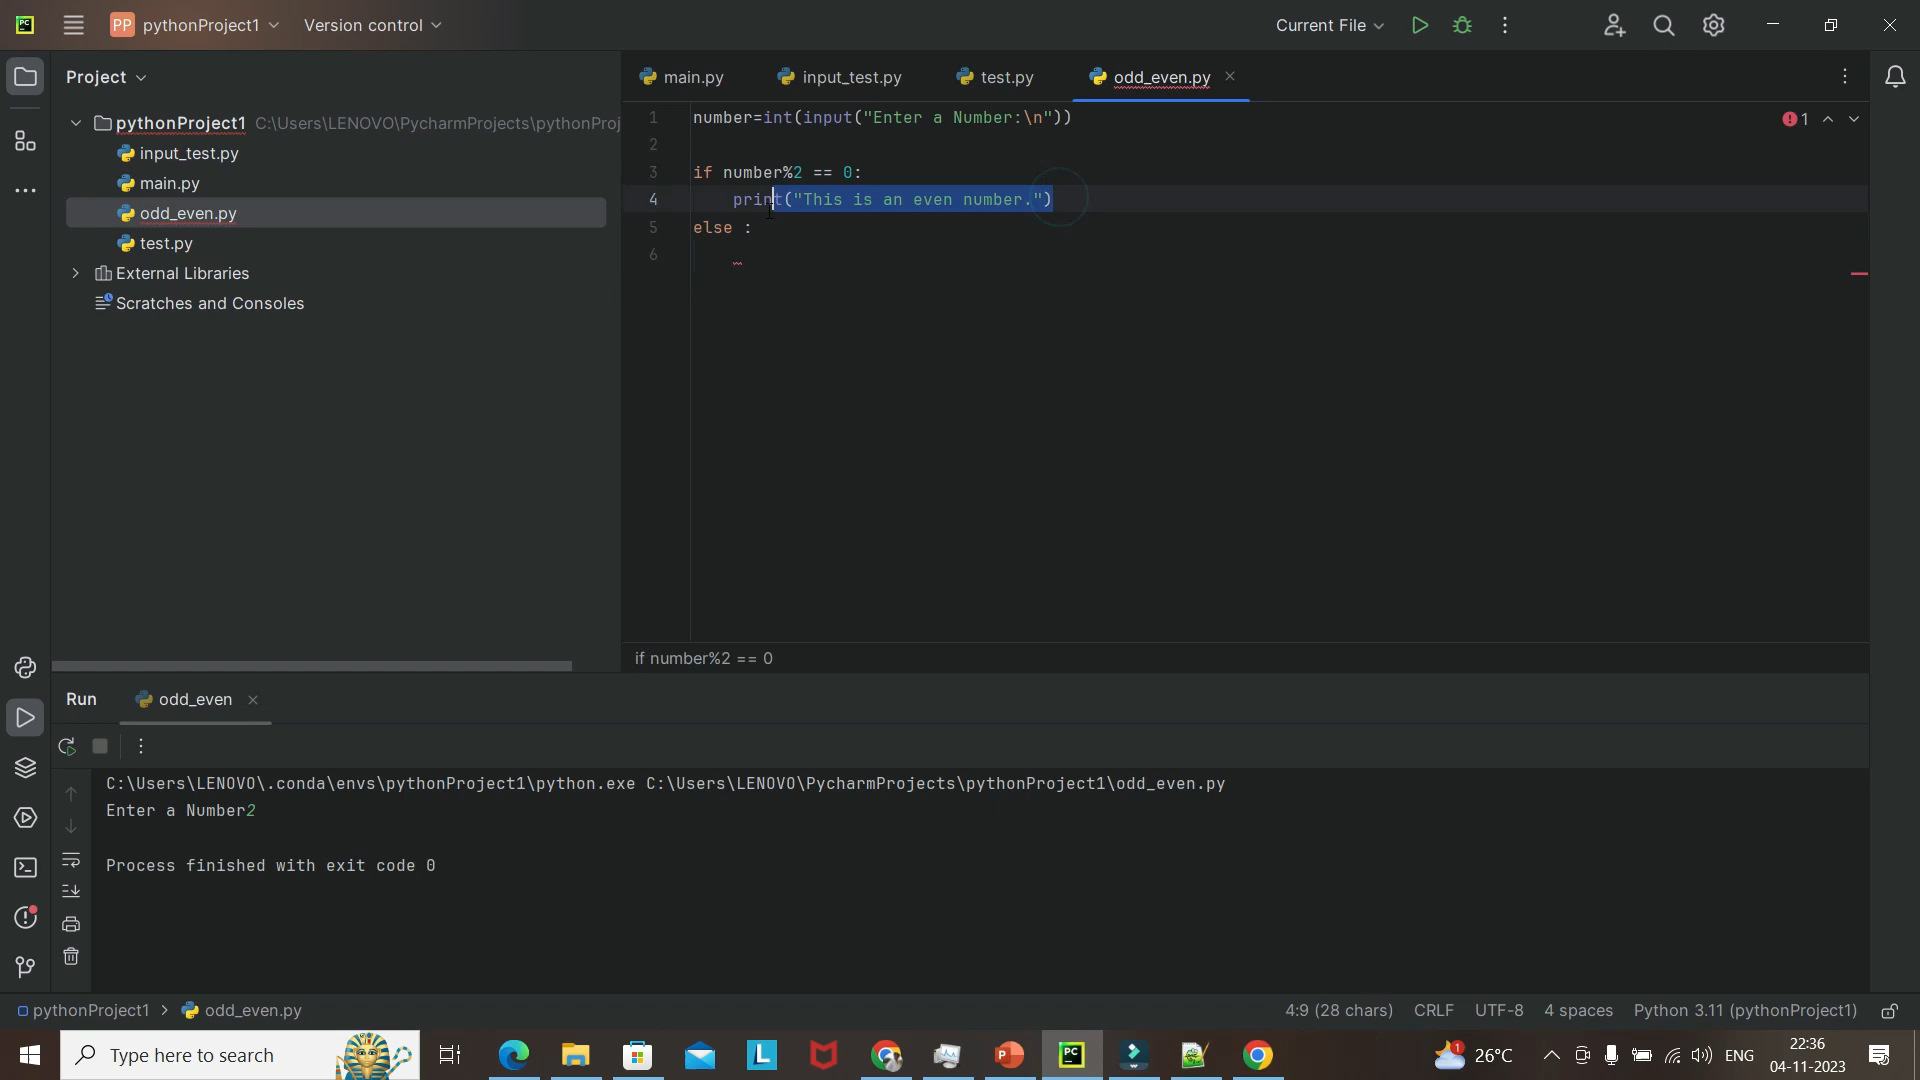 PC PP pythonProject1 Version control Current File
Project main.py input_test.py test.py odd_even.py
pythonProject1 C:\Users\LENOVO\PycharmProjects\pythonProj
input_test.py
main.py
odd_even.py
test.py
External Libraries
Scratches and Consoles
1 number=int(input("Enter a Number:\n")) 1
2
3 if number%2 == 0:
4 print("This is an even number.")
5 else :
6
if number%2 == 0
Run odd_even
C:\Users\LENOVO\.conda\envs\pythonProject1\python.exe C:\Users\LENOVO\PycharmProjects\pythonProject1\odd_even.py
Enter a Number2
Process finished with exit code 0
pythonProject1 > odd_even.py 4:9 (28 chars) CRLF UTF-8 4 spaces Python 3.11 (pythonProject1)
Type here to search L P PC 1 26°C ENG 22:36
04-11-2023